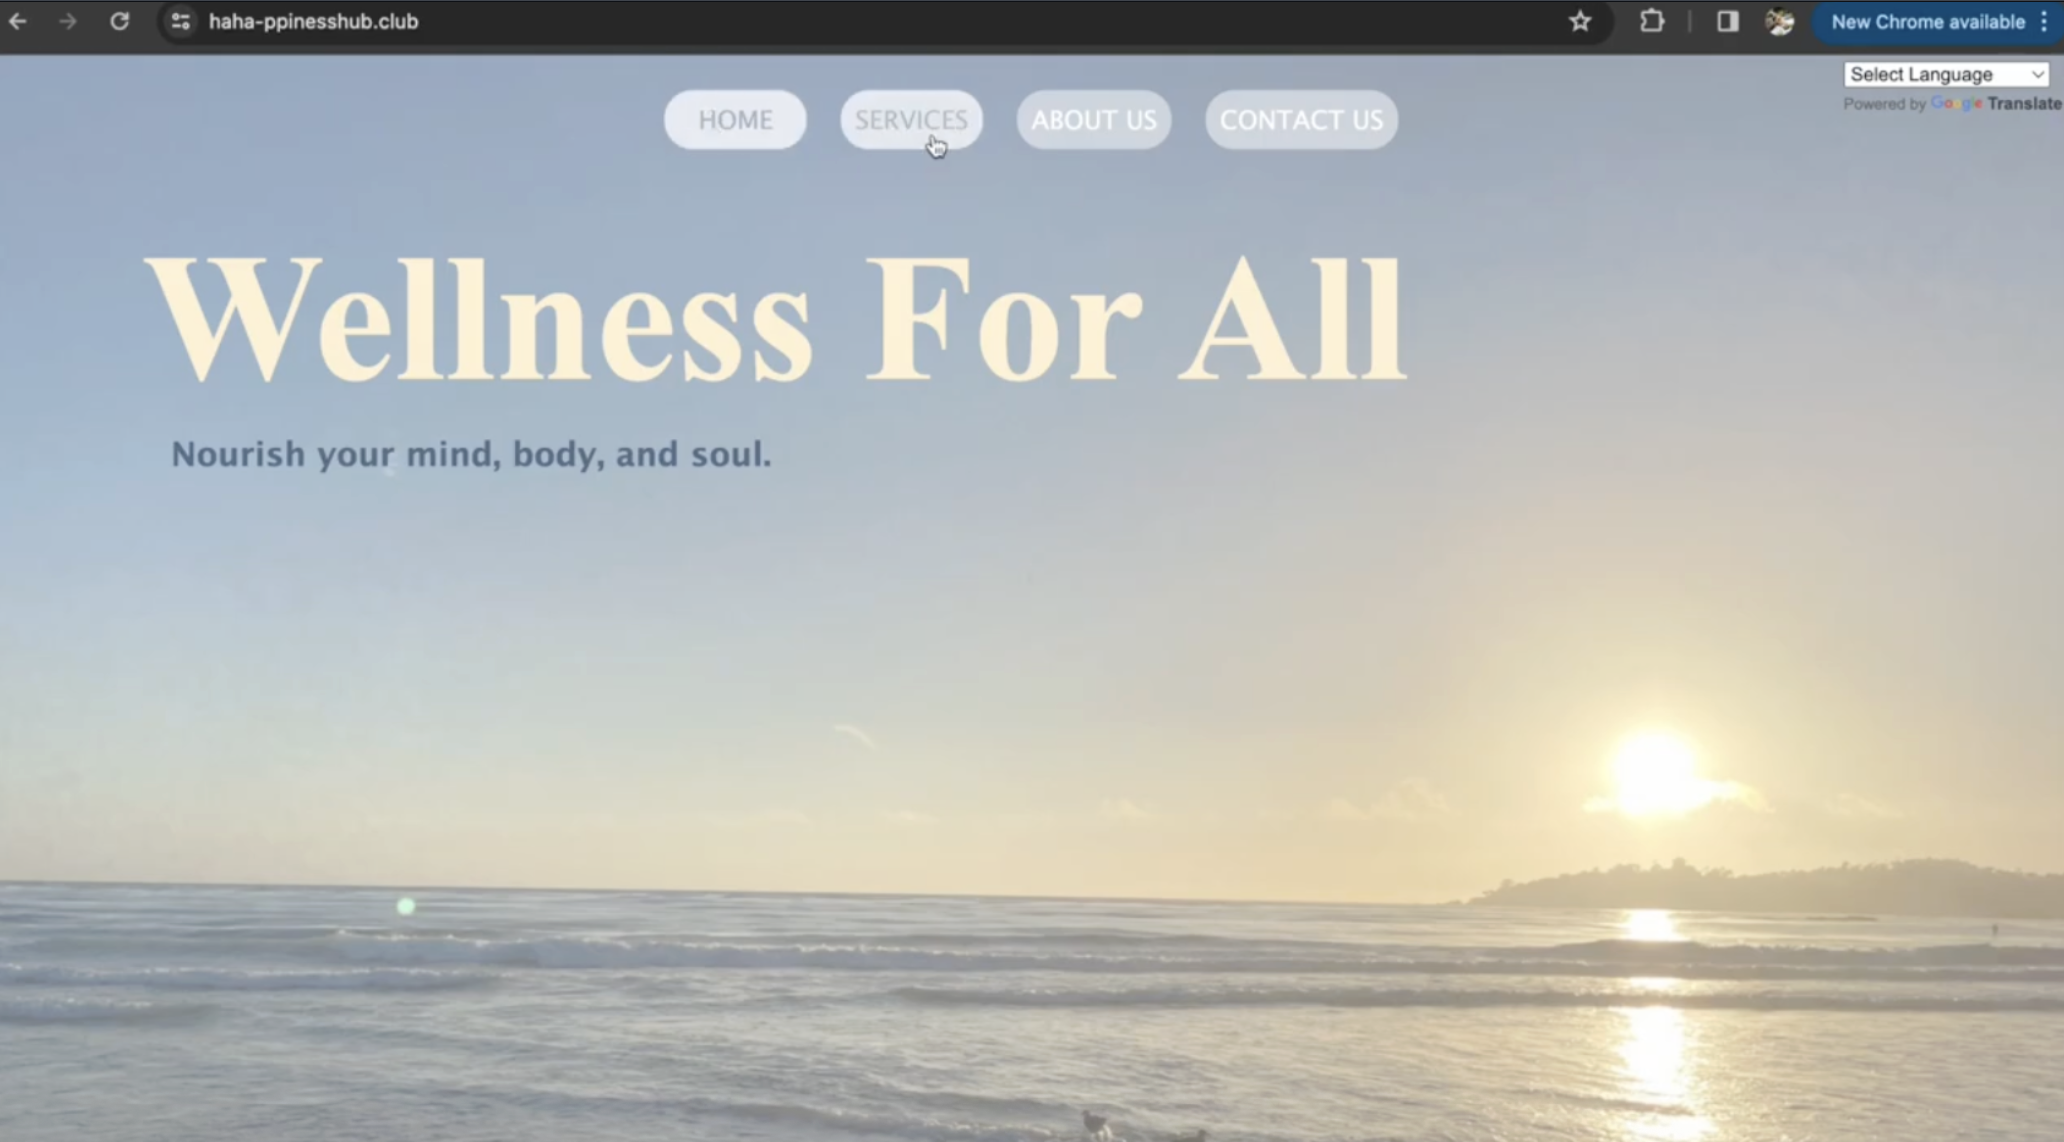 haha-ppinesshub.club
New Chrome available
Select Language
Powered by Google Translate
HOME
SERVICES
ABOUT US
CONTACT US
Wellness For All
Nourish your mind, body, and soul.